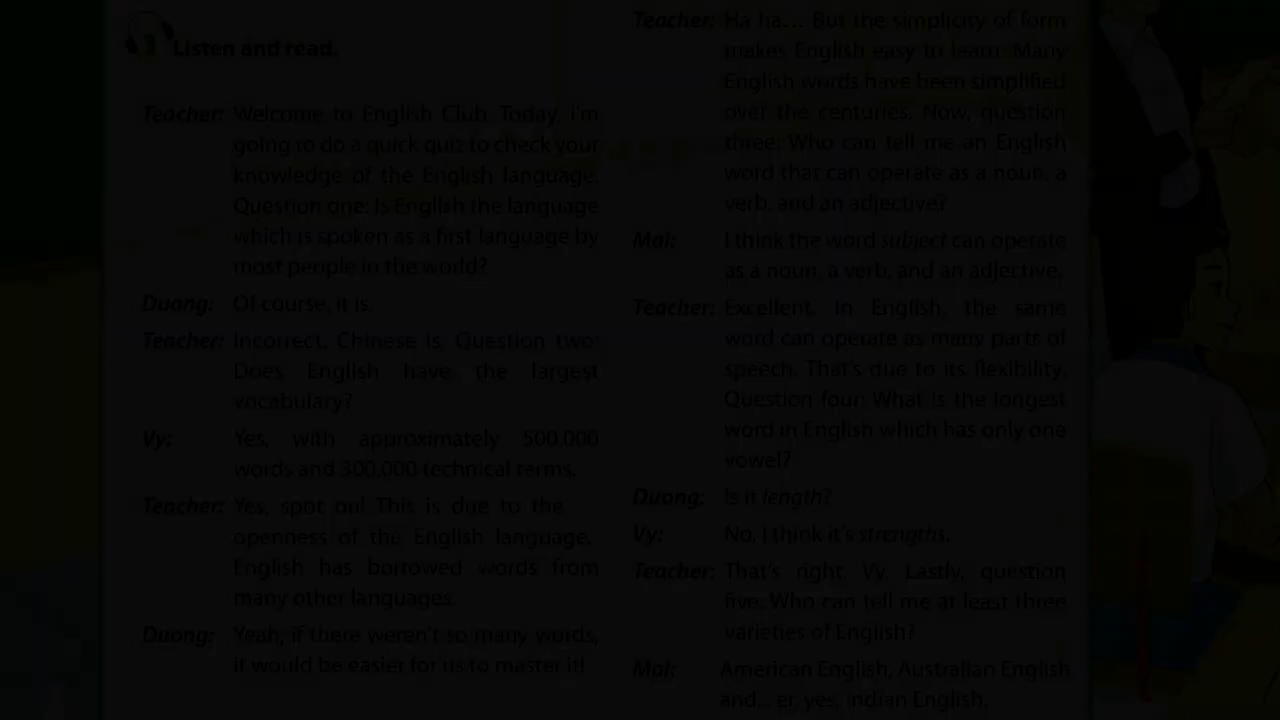 Listen and read.
Teacher: Welcome to English Club. Today, I'm
going to do a quick quiz to check your
knowledge of the English language.
Question one: Is English the language
which is spoken as a first language by
most people in the world?
Duong: Of course, it is.
Teacher: Incorrect. Chinese is. Question two:
Does English have the largest
vocabulary?
Vy: Yes, with approximately 500,000
words and 300,000 technical terms.
Teacher: Yes, spot on! This is due to the
openness of the English language.
English has borrowed words from
many other languages.
Duong: Yeah, if there weren't so many words,
it would be easier for us to master it!
Teacher: Ha ha... But the simplicity of form
makes English easy to learn. Many
English words have been simplified
over the centuries. Now, question
three: Who can tell me an English
word that can operate as a noun, a
verb, and an adjective?
Mai: I think the word subject can operate
as a noun, a verb, and an adjective.
Teacher: Excellent. In English, the same
word can operate as many parts of
speech. That's due to its flexibility.
Question four: What is the longest
word in English which has only one
vowel?
Duong: Is it length?
Vy: No, I think it's strengths.
Teacher: That's right, Vy. Lastly, question
five: Who can tell me at least three
varieties of English?
Mai: American English, Australian English
and... er, yes, Indian English.